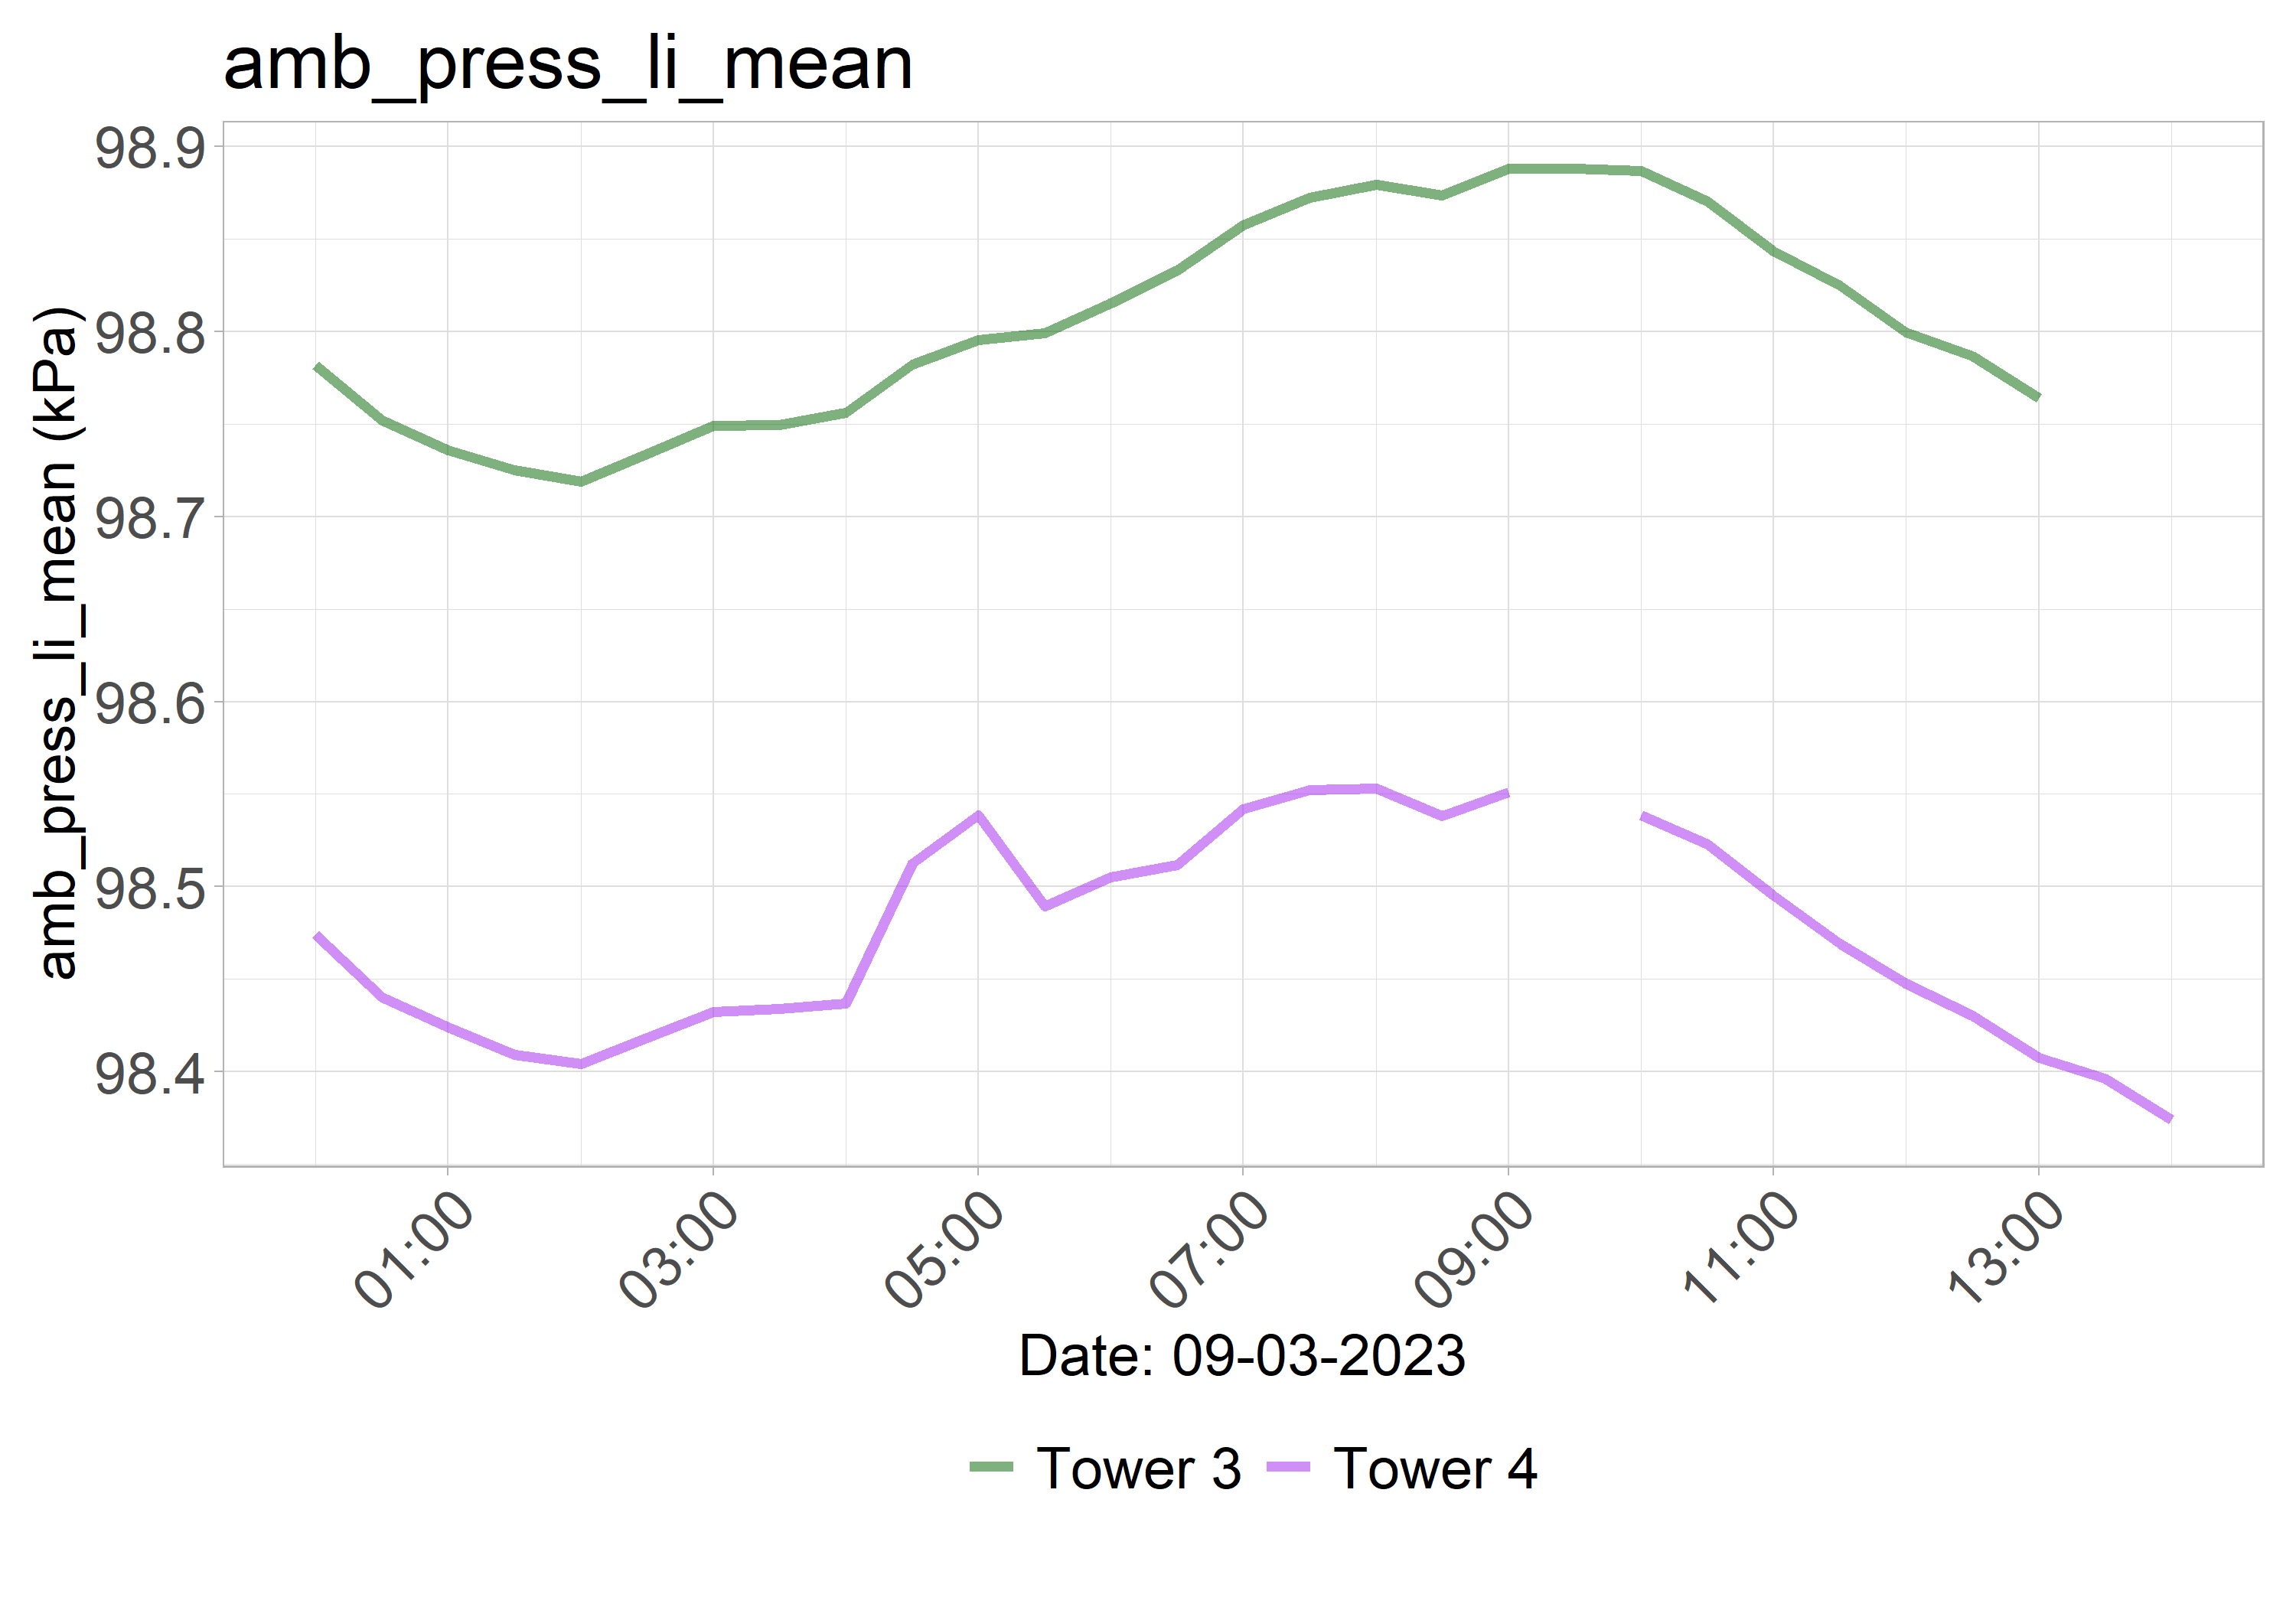 amb_press_li_mean
amb_press_li_mean (kPa)
98.9
98.8
98.7
98.6
98.5
98.4
01:00
03:00
05:00
07:00
09:00
11:00
13:00
Date: 09-03-2023
Tower 3
Tower 4